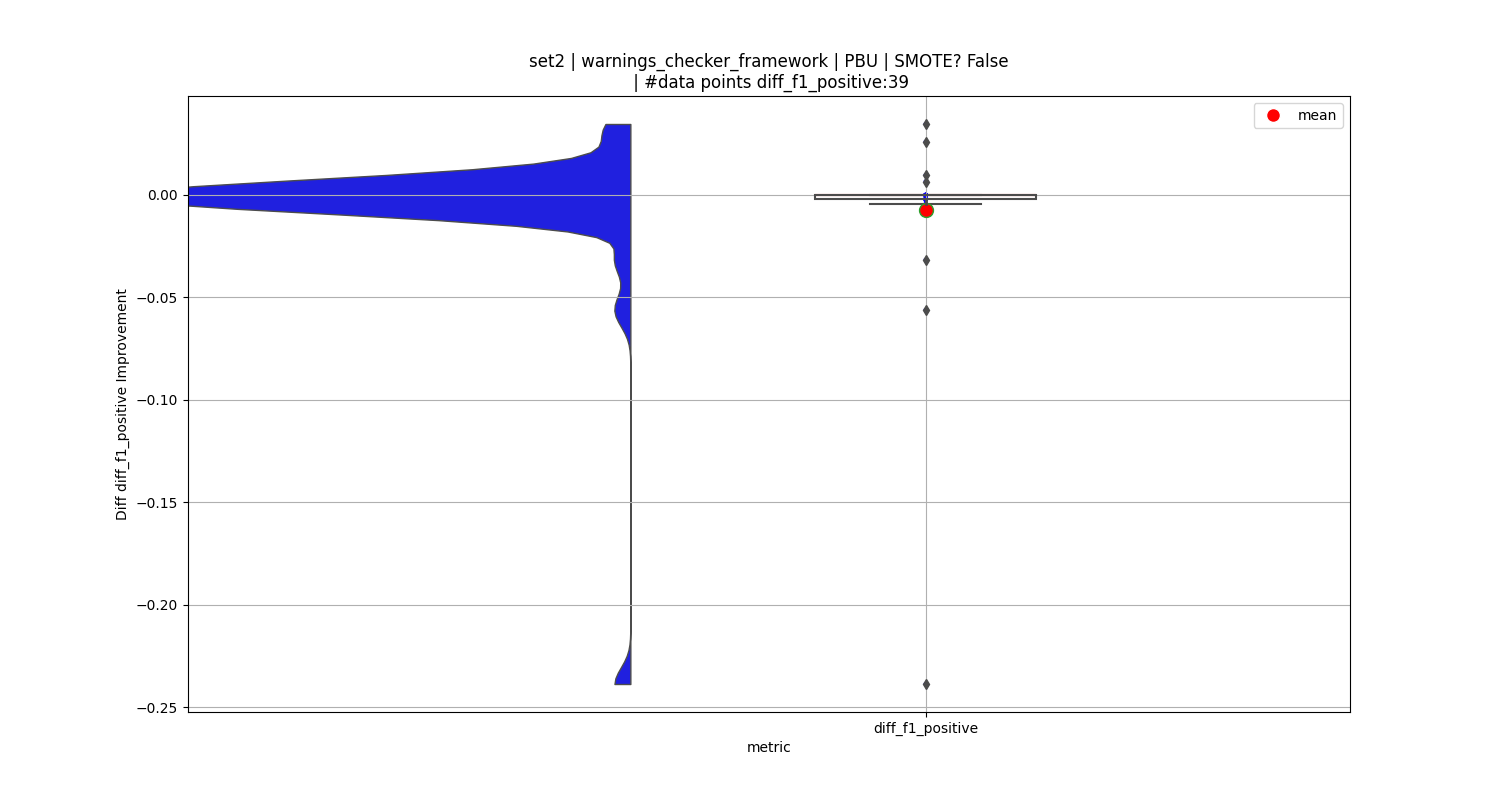 set2 | warnings_checker_framework | PBU | SMOTE? False
| #data points diff_f1_positive:39
mean
0.00
−0.05
−0.10
−0.15
−0.20
−0.25
Diff diff_f1_positive Improvement
diff_f1_positive
metric